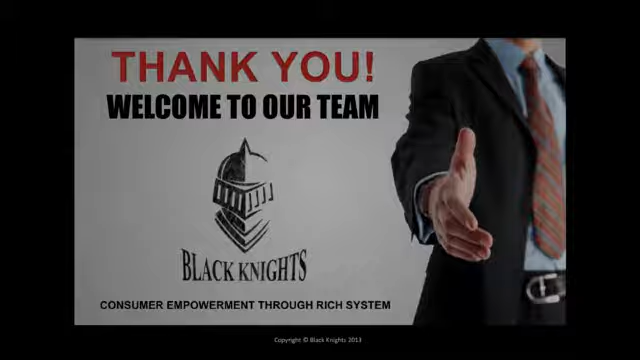 THANK YOU!
WELCOME TO OUR TEAM
BLACK KNIGHTS
CONSUMER EMPOWERMENT THROUGH RICH SYSTEM
Copyright © Black Knights 2013